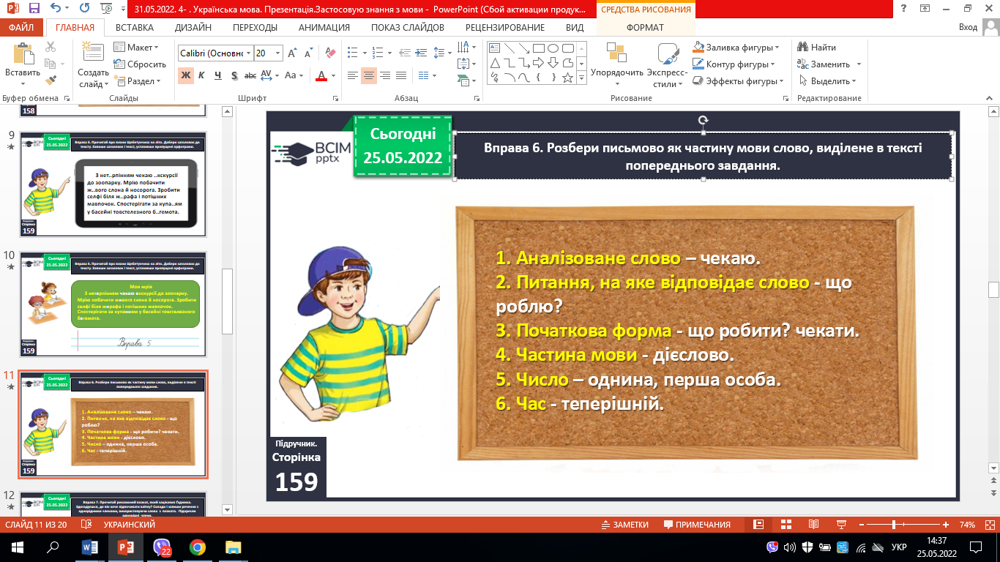 31.05.2022. 4- . Українська мова. Презентація.Застосовую знання з мови - PowerPoint (Сбой активации продук...
СРЕДСТВА РИСОВАНИЯ
ФАЙЛ
ГЛАВНАЯ
ВСТАВКА
ДИЗАЙН
ПЕРЕХОДЫ
АНИМАЦИЯ
ПОКАЗ СЛАЙДОВ
РЕЦЕНЗИРОВАНИЕ
ВИД
ФОРМАТ
Вход
Вставить
Создать
слайд
Макет
Сбросить
Раздел
Calibri (Основно
20
Ж К Ч S abc AV Aa А
Упорядочить
Экспресс-
стили
Заливка фигуры
Контур фигуры
Эффекты фигуры
Найти
Заменить
Выделить
Буфер обмена
Слайды
Шрифт
Абзац
Рисование
Редактирование
158
9
Сьогодні
25.05.2022
Вправа 5. Прочитай про плани Щебетунчика на літо. Добери заголовок до
тексту. Запиши заголовок і текст, уставивши пропущені орфограми.
З нет..рпінням чекаю ..кскурсії
до зоопарку. Мрію побачити
ж..вого слона й носорога. Зробити
селфі біля ж..рафа і потішних
мавпочок. Спостерігати за купа..ям
у басейні товстелезного б..гемота.
Підручник.
Сторінка
159
10
Сьогодні
25.05.2022
Вправа 5. Прочитай про плани Щебетунчика на літо. Добери заголовок до
тексту. Запиши заголовок і текст, уставивши пропущені орфограми.
Моя мрія
З нетерпінням чекаю екскурсії до зоопарку.
Мрію побачити живого слона й носорога. Зробити
селфі біля жирафа і потішних мавпочок.
Спостерігати за купанням у басейні товстелезного
бегемота.
Вправа 5
Підручник.
Сторінка
159
11
Сьогодні
25.05.2022
Вправа 6. Розбери письмово як частину мови слово, виділене в тексті
попереднього завдання.
1. Аналізоване слово – чекаю.
2. Питання, на яке відповідає слово - що
роблю?
3. Початкова форма - що робити? чекати.
4. Частина мови - дієслово.
5. Число – однина, перша особа.
6. Час - теперішній.
Підручник.
Сторінка
159
12
Сьогодні
25.05.2022
Сьогодні
25.05.2022
BCIM
pptx
Вправа 6. Розбери письмово як частину мови слово, виділене в тексті
попереднього завдання.
1. Аналізоване слово – чекаю.
2. Питання, на яке відповідає слово - що
роблю?
3. Початкова форма - що робити? чекати.
4. Частина мови - дієслово.
5. Число – однина, перша особа.
6. Час - теперішній.
Підручник.
Сторінка
159
СЛАЙД 11 ИЗ 20
УКРАИНСКИЙ
ЗАМЕТКИ
ПРИМЕЧАНИЯ
74%
22
УКР
14:37
25.05.2022